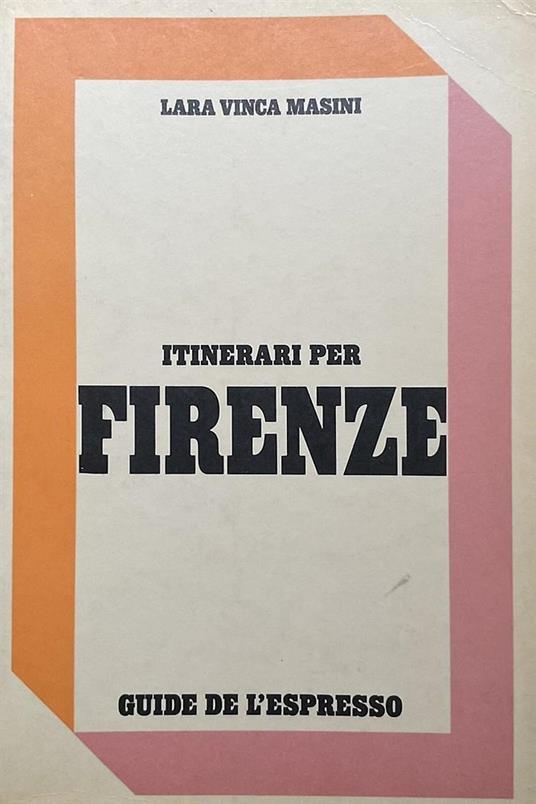 LARA VINCA MASINI
ITINERARI PER
FIRENZE
GUIDE DE L'ESPRESSO